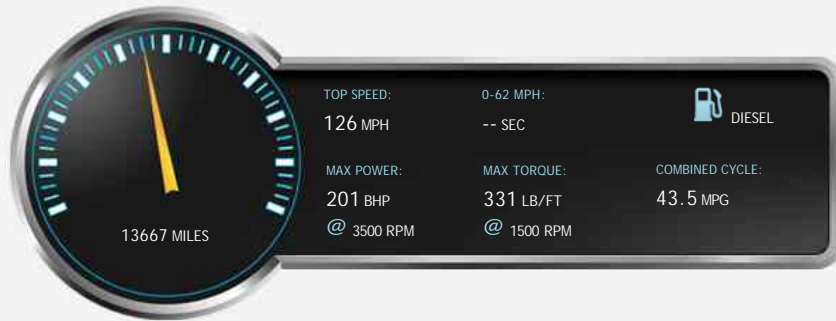 TOP SPEED:
126 MPH
0-62 MPH:
-- SEC
DIESEL
MAX POWER:
201 BHP
@ 3500 RPM
MAX TORQUE:
331 LB/FT
@ 1500 RPM
COMBINED CYCLE:
43.5 MPG
13667 MILES